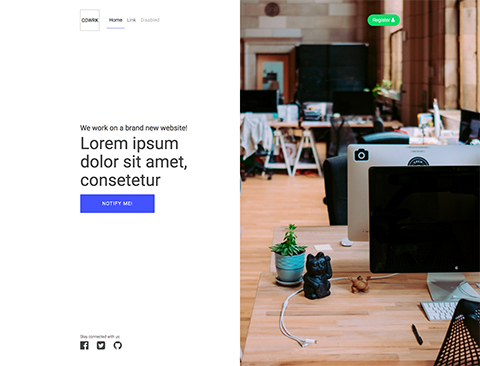 COWRK
Home Link Disabled
Register
We work on a brand new website!
Lorem ipsum
dolor sit amet,
consetetur
NOTIFY ME!
Stay connected with us: